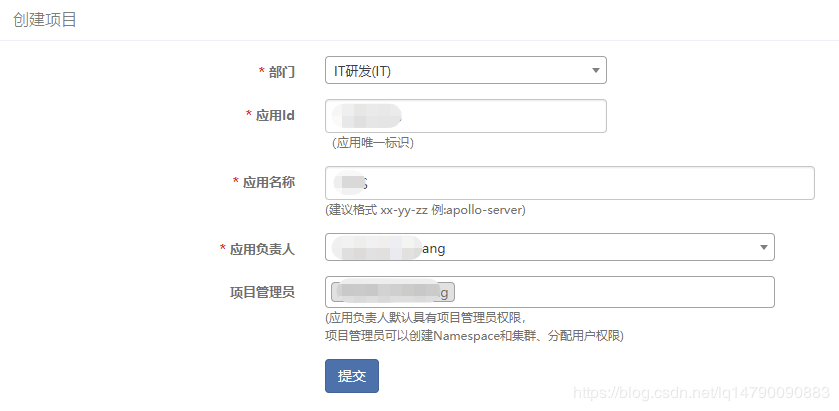 创建项目
* 部门 IT研发(IT)
* 应用Id
(应用唯一标识)
* 应用名称
(建议格式 xx-yy-zz 例:apollo-server)
* 应用负责人 ang
项目管理员 g
(应用负责人默认具有项目管理员权限，
项目管理员可以创建Namespace和集群、分配用户权限)
提交
https://blog.csdn.net/lq14790090883